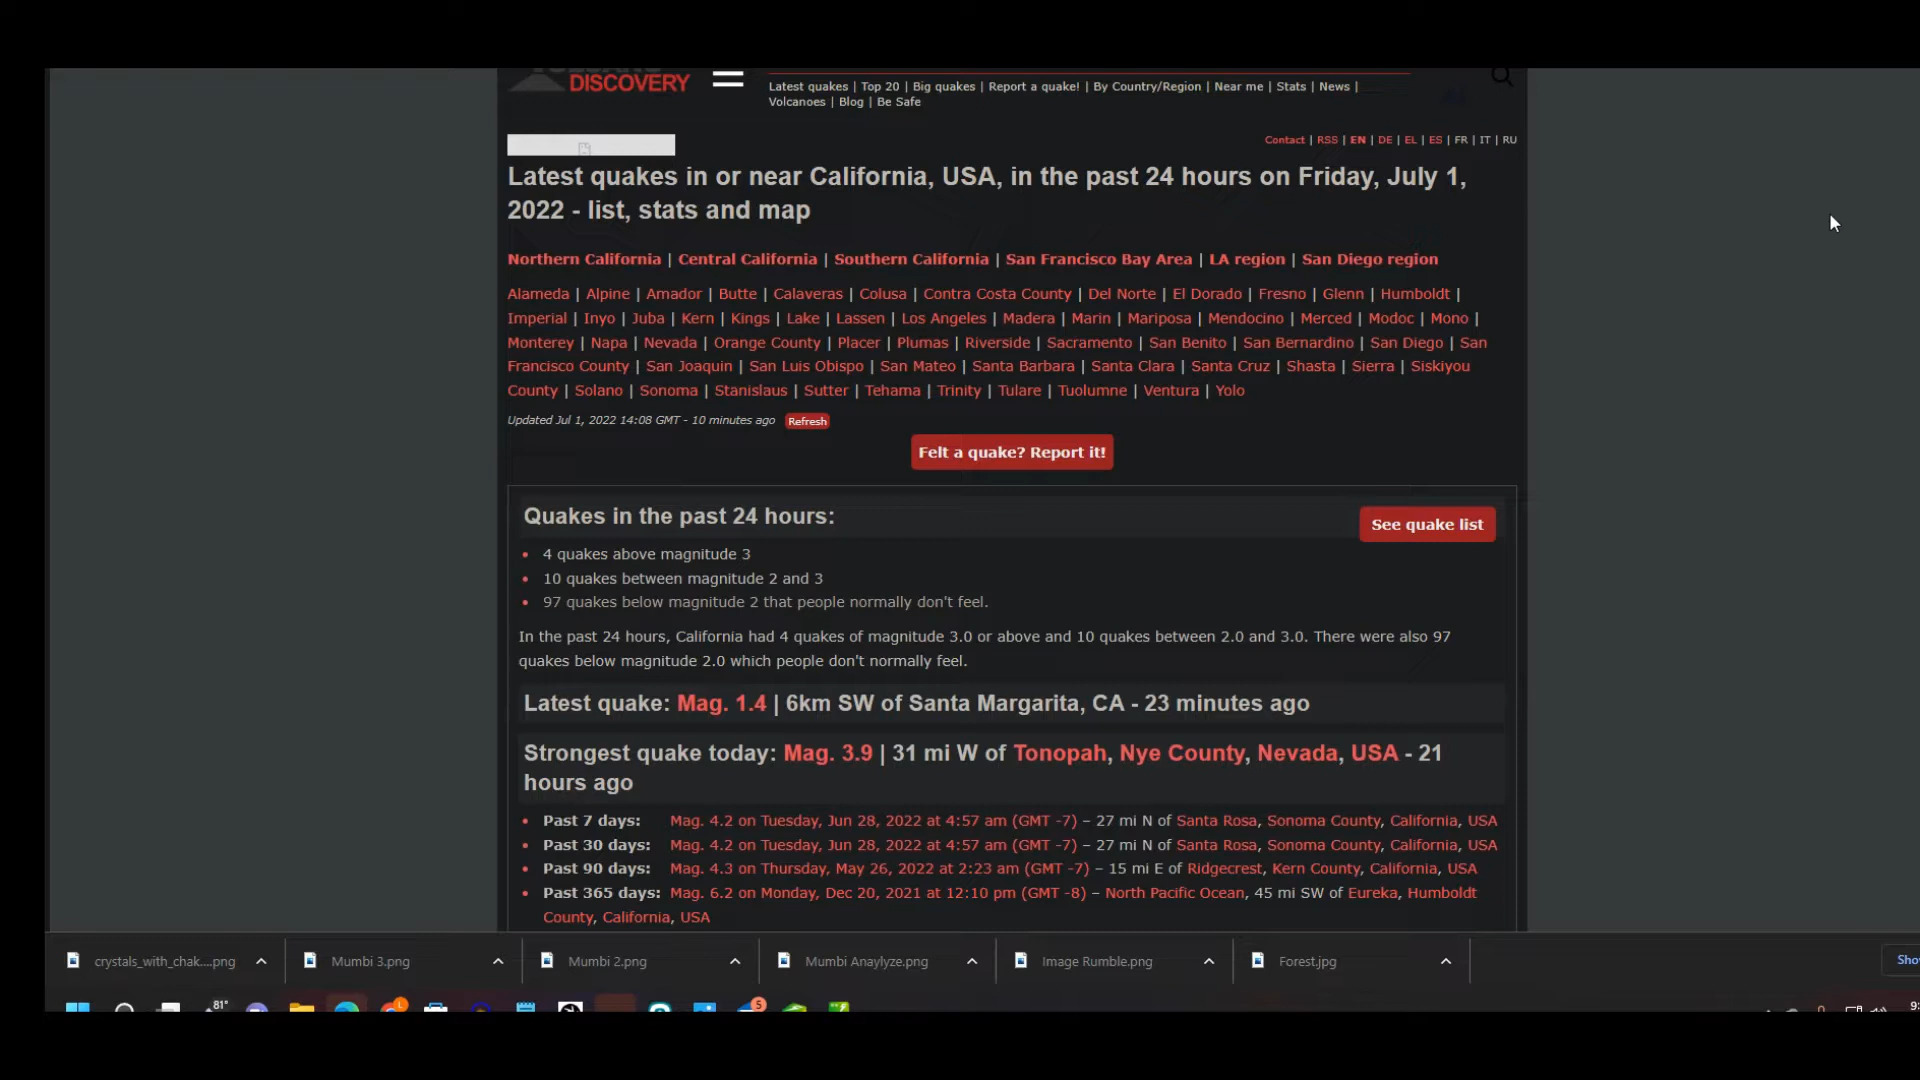 DISCOVERY
Latest quakes | Top 20 | Big quakes | Report a quake! | By Country/Region | Near me | Stats | News |
Volcanoes | Blog | Be Safe
Contact | RSS | EN | DE | EL | ES | FR | IT | RU
Latest quakes in or near California, USA, in the past 24 hours on Friday, July 1,
2022 - list, stats and map
Northern California | Central California | Southern California | San Francisco Bay Area | LA region | San Diego region
Alameda | Alpine | Amador | Butte | Calaveras | Colusa | Contra Costa County | Del Norte | El Dorado | Fresno | Glenn | Humboldt |
Imperial | Inyo | Juba | Kern | Kings | Lake | Lassen | Los Angeles | Madera | Marin | Mariposa | Mendocino | Merced | Modoc | Mono |
Monterey | Napa | Nevada | Orange County | Placer | Plumas | Riverside | Sacramento | San Benito | San Bernardino | San Diego | San
Francisco County | San Joaquin | San Luis Obispo | San Mateo | Santa Barbara | Santa Clara | Santa Cruz | Shasta | Sierra | Siskiyou
County | Solano | Sonoma | Stanislaus | Sutter | Tehama | Trinity | Tulare | Tuolumne | Ventura | Yolo
Updated Jul 1, 2022 14:08 GMT - 10 minutes ago Refresh
Felt a quake? Report it!
Quakes in the past 24 hours:
See quake list
4 quakes above magnitude 3
10 quakes between magnitude 2 and 3
97 quakes below magnitude 2 that people normally don't feel.
In the past 24 hours, California had 4 quakes of magnitude 3.0 or above and 10 quakes between 2.0 and 3.0. There were also 97
quakes below magnitude 2.0 which people don't normally feel.
Latest quake: Mag. 1.4 | 6km SW of Santa Margarita, CA - 23 minutes ago
Strongest quake today: Mag. 3.9 | 31 mi W of Tonopah, Nye County, Nevada, USA - 21
hours ago
Past 7 days: Mag. 4.2 on Tuesday, Jun 28, 2022 at 4:57 am (GMT -7) – 27 mi N of Santa Rosa, Sonoma County, California, USA
Past 30 days: Mag. 4.2 on Tuesday, Jun 28, 2022 at 4:57 am (GMT -7) – 27 mi N of Santa Rosa, Sonoma County, California, USA
Past 90 days: Mag. 4.3 on Thursday, May 26, 2022 at 2:23 am (GMT -7) – 15 mi E of Ridgecrest, Kern County, California, USA
Past 365 days: Mag. 6.2 on Monday, Dec 20, 2021 at 12:10 pm (GMT -8) – North Pacific Ocean, 45 mi SW of Eureka, Humboldt
County, California, USA
crystals_with_chak....png Mumbi 3.png Mumbi 2.png Mumbi Anaylyze.png Image Rumble.png Forest.jpg Sho
81° L 5 9: